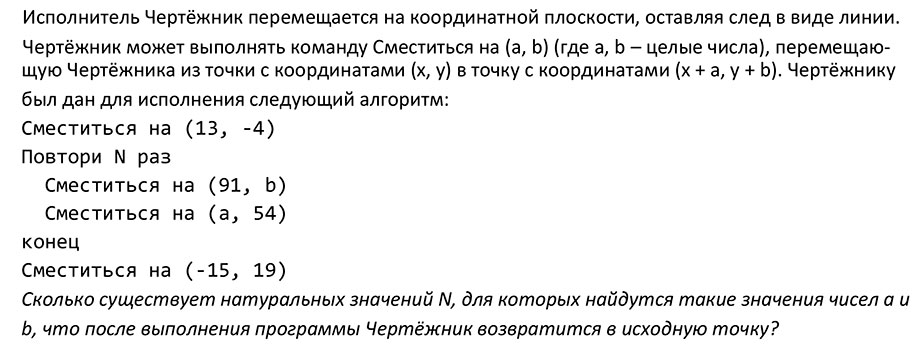 Исполнитель Чертёжник перемещается на координатной плоскости, оставляя след в виде линии.
Чертёжник может выполнять команду Сместиться на (a, b) (где a, b – целые числа), перемещаю-
щую Чертёжника из точки с координатами (x, y) в точку с координатами (x + a, y + b). Чертёжнику
был дан для исполнения следующий алгоритм:
Сместиться на (13, -4)
Повтори N раз
Сместиться на (91, b)
Сместиться на (a, 54)
конец
Сместиться на (-15, 19)
Сколько существует натуральных значений N, для которых найдутся такие значения чисел a и
b, что после выполнения программы Чертёжник возвратится в исходную точку?